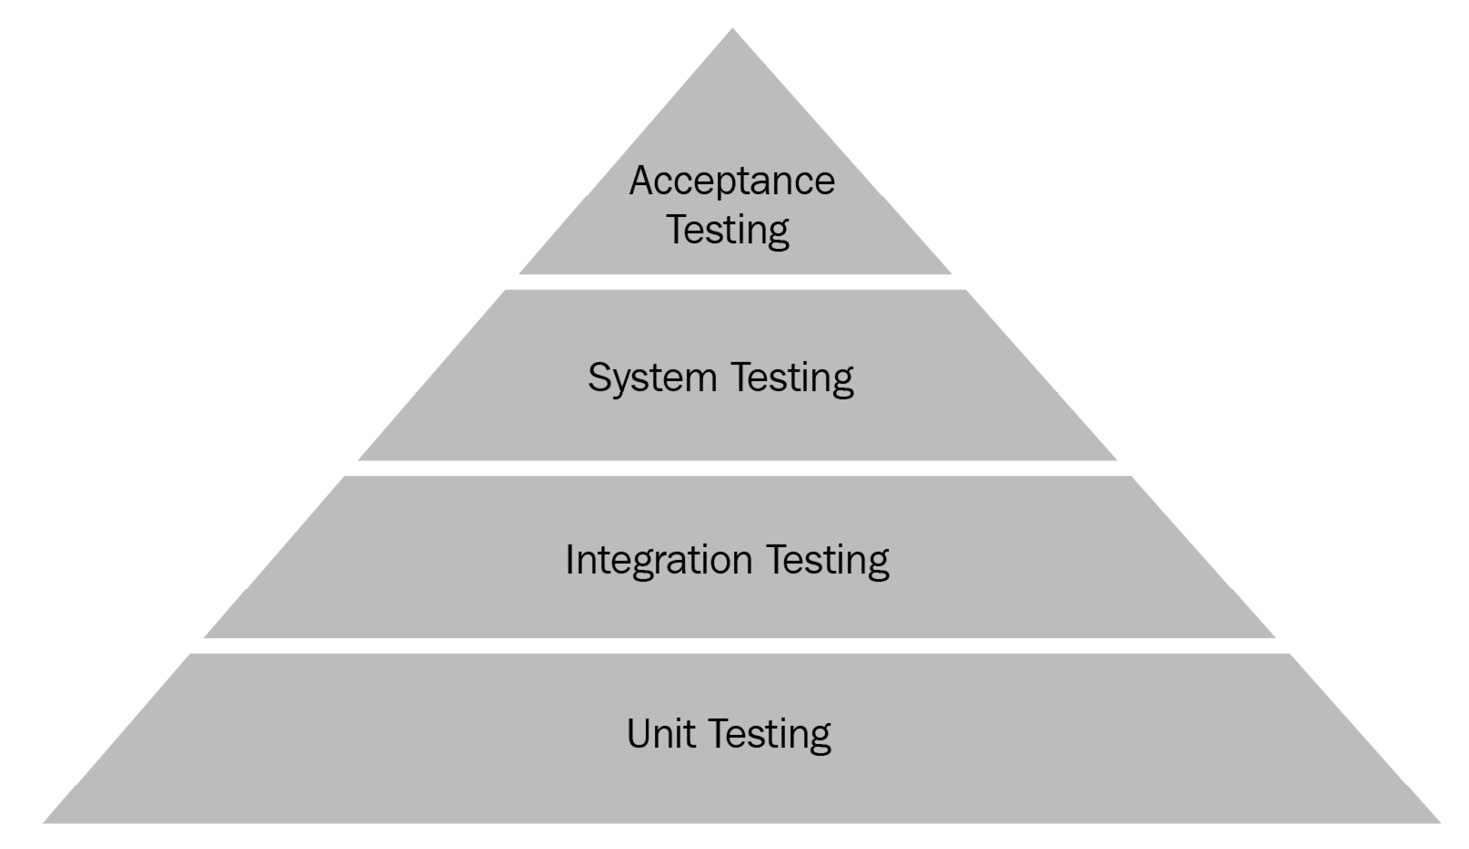 Acceptance
Testing
System Testing
Integration Testing
Unit Testing